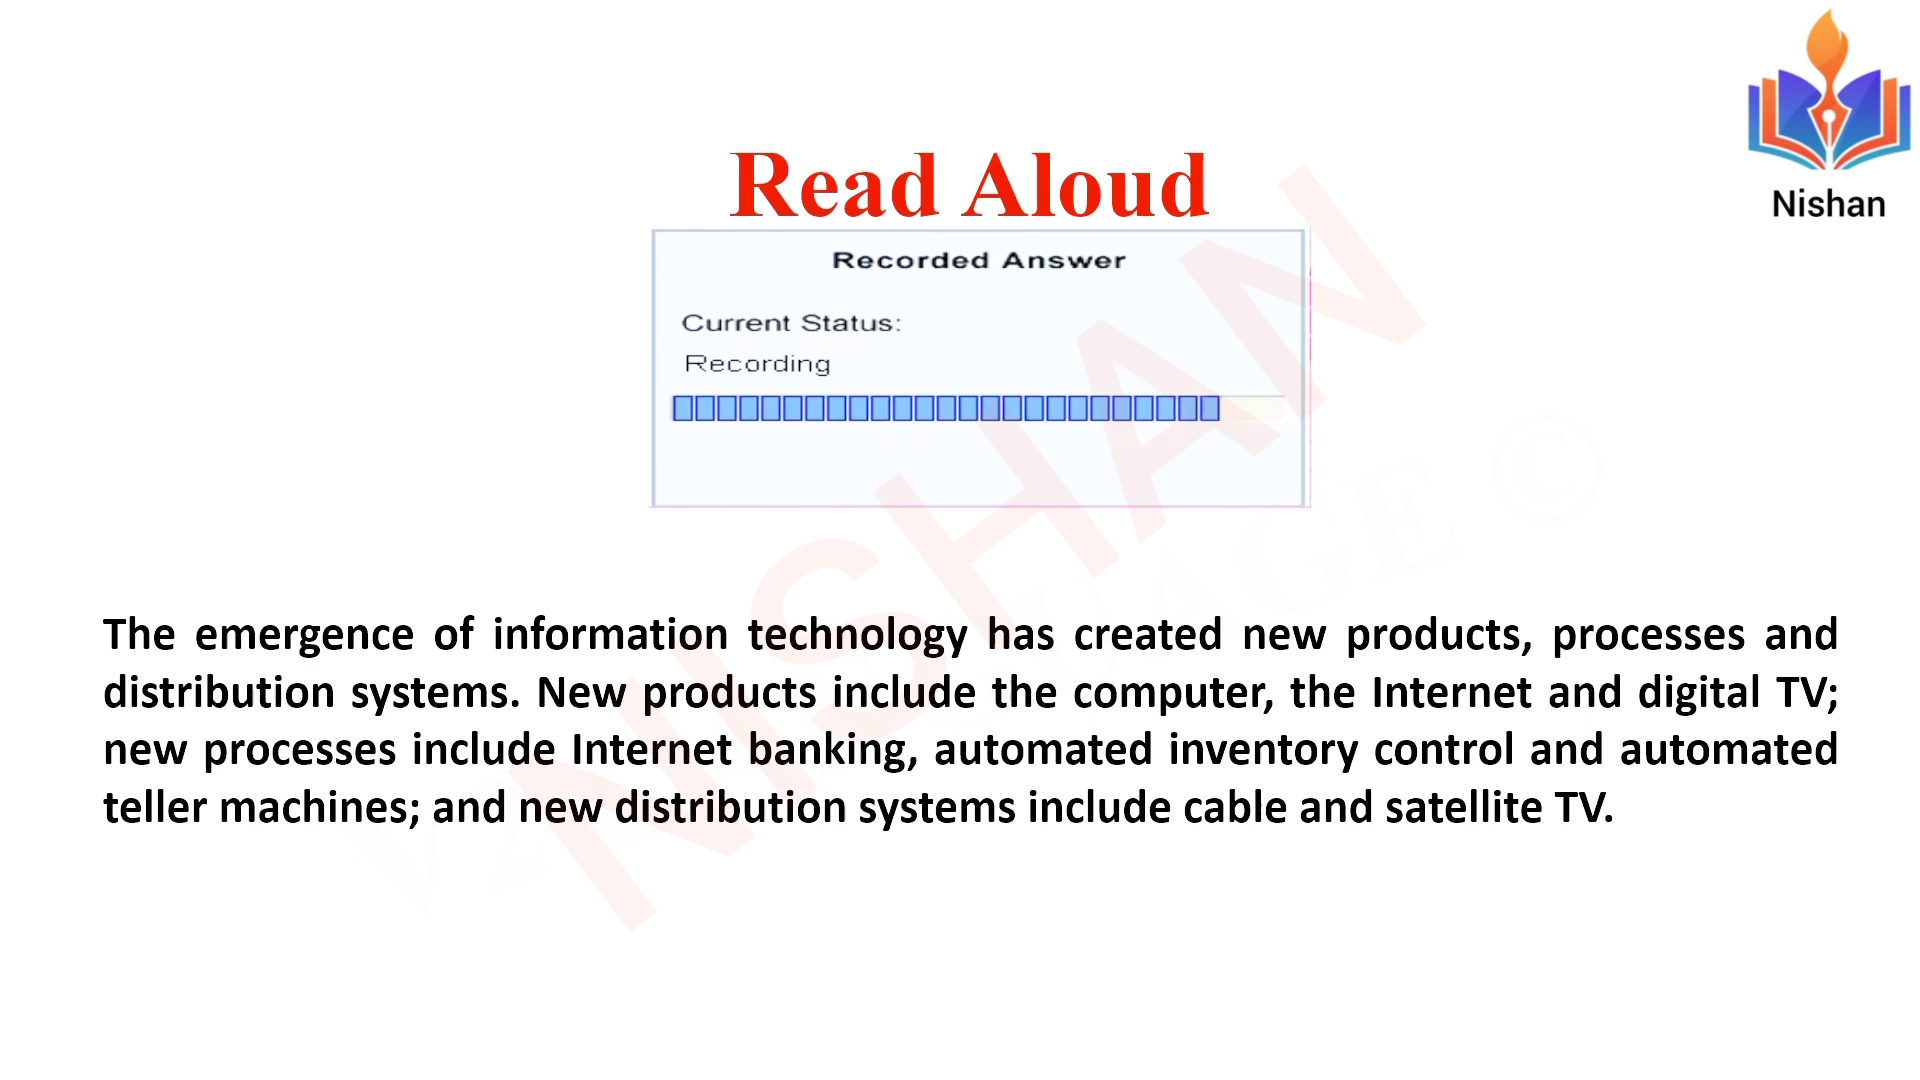 Nishan
Read Aloud
Recorded Answer
Current Status:
Recording
The emergence of information technology has created new products, processes and
distribution systems. New products include the computer, the Internet and digital TV;
new processes include Internet banking, automated inventory control and automated
teller machines; and new distribution systems include cable and satellite TV.
NISHAN